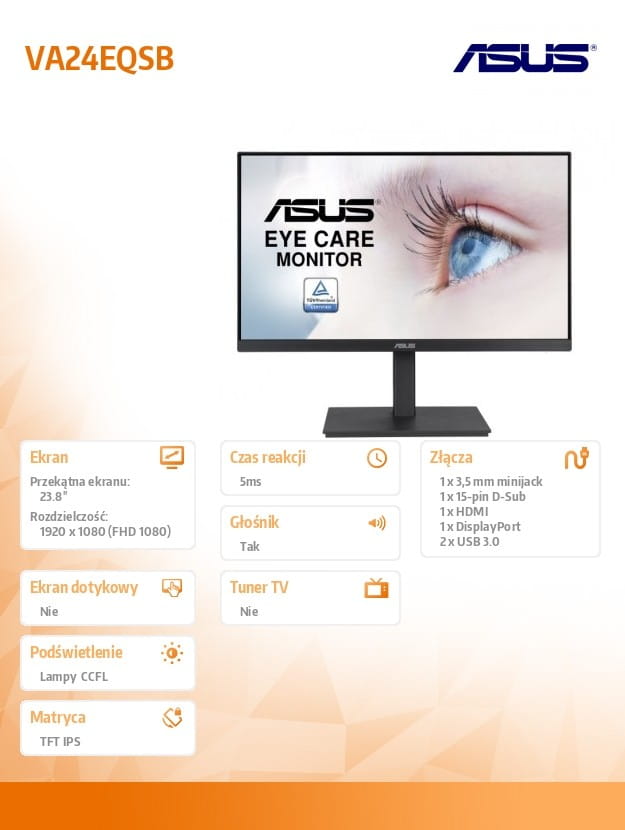 VA24EQSB
ASUS®
ASUS®
EYE CARE
MONITOR
TÜVRheinland
CERTIFIED
ASUS
Ekran
Przekątna ekranu:
23.8"
Rozdzielczość:
1920 x 1080 (FHD 1080)
Czas reakcji
5ms
Głośnik
Tak
Złącza
1 x 3,5 mm minijack
1 x 15-pin D-Sub
1 x HDMI
1 x DisplayPort
2 x USB 3.0
Ekran dotykowy
Nie
Tuner TV
Nie
Podświetlenie
Lampy CCFL
Matryca
TFT IPS